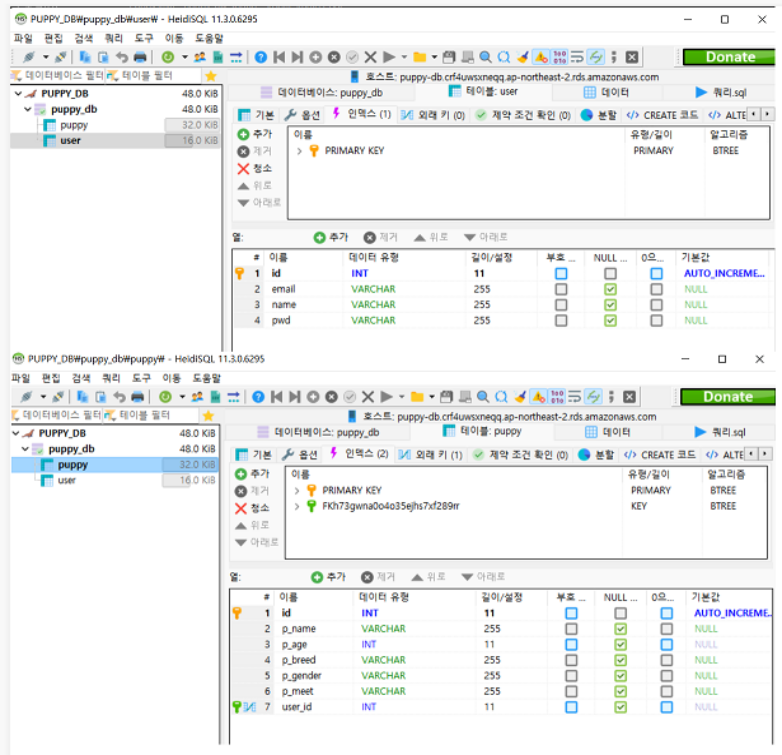 PUPPY_DB₩puppy_db₩user₩ - HeidiSQL 11.3.0.6295
파일 편집 검색 쿼리 도구 이동 도움말
Donate
데이터베이스 필터 테이블 필터
호스트: puppy-db.crf4uwsxneqq.ap-northeast-2.rds.amazonaws.com
PUPPY_DB 48.0 KiB
데이터베이스: puppy_db 테이블: user 데이터 쿼리.sql
puppy_db 48.0 KiB
기본 옵션 인덱스 (1) 외래 키 (0) 제약 조건 확인 (0) 분할 CREATE 코드 ALTE
puppy 32.0 KiB
user 16.0 KiB
추가 이름 유형/길이 알고리즘
제거 PRIMARY KEY PRIMARY BTREE
청소
위로
아래로
열: 추가 제거 위로 아래로
# 이름 데이터 유형 길이/설정 부호 ... NULL ... 0으... 기본값
1 id INT 11 AUTO_INCREME...
2 email VARCHAR 255 NULL
3 name VARCHAR 255 NULL
4 pwd VARCHAR 255 NULL
PUPPY_DB₩puppy_db₩puppy₩ - HeidiSQL 11.3.0.6295
파일 편집 검색 쿼리 도구 이동 도움말
Donate
데이터베이스 필터 테이블 필터
호스트: puppy-db.crf4uwsxneqq.ap-northeast-2.rds.amazonaws.com
PUPPY_DB 48.0 KiB
데이터베이스: puppy_db 테이블: puppy 데이터 쿼리.sql
puppy_db 48.0 KiB
기본 옵션 인덱스 (2) 외래 키 (1) 제약 조건 확인 (0) 분할 CREATE 코드 ALTE
puppy 32.0 KiB
user 16.0 KiB
추가 이름 유형/길이 알고리즘
제거 PRIMARY KEY PRIMARY BTREE
청소 FKh73gwna0o4o35ejhs7xf289rr KEY BTREE
위로
아래로
열: 추가 제거 위로 아래로
# 이름 데이터 유형 길이/설정 부호 ... NULL ... 0으... 기본값
1 id INT 11 AUTO_INCREME...
2 p_name VARCHAR 255 NULL
3 p_age INT 11 NULL
4 p_breed VARCHAR 255 NULL
5 p_gender VARCHAR 255 NULL
6 p_meet VARCHAR 255 NULL
7 user_id INT 11 NULL